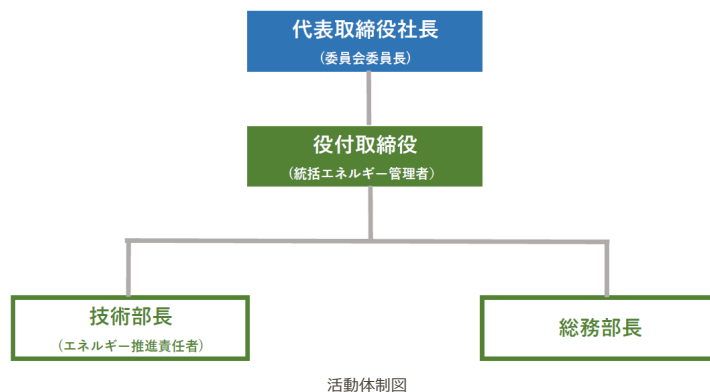 代表取締役社長
(委員会委員長)
役付取締役
(統括エネルギー管理者)
技術部長
(エネルギー推進責任者)
総務部長
活動体制図